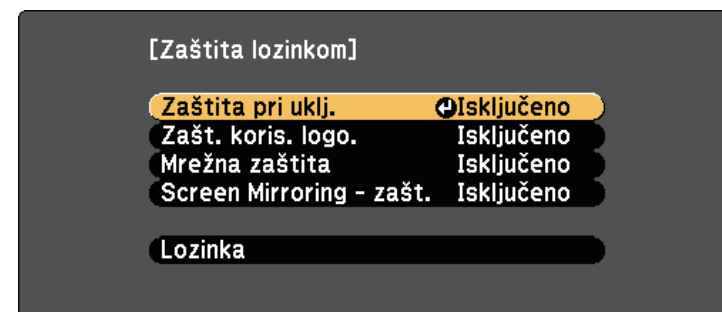 [Zaštita lozinkom]
Zaštita pri uklj. Isključeno
Zašt. koris. logo. Isključeno
Mrežna zaštita Isključeno
Screen Mirroring - zašt. Isključeno
Lozinka